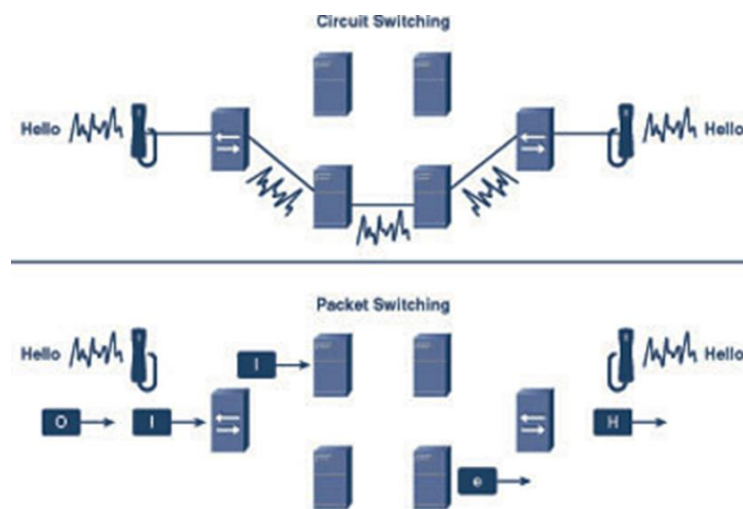 Circuit Switching
Hello
Hello
Packet Switching
Hello
Hello
l
O
l
H
e